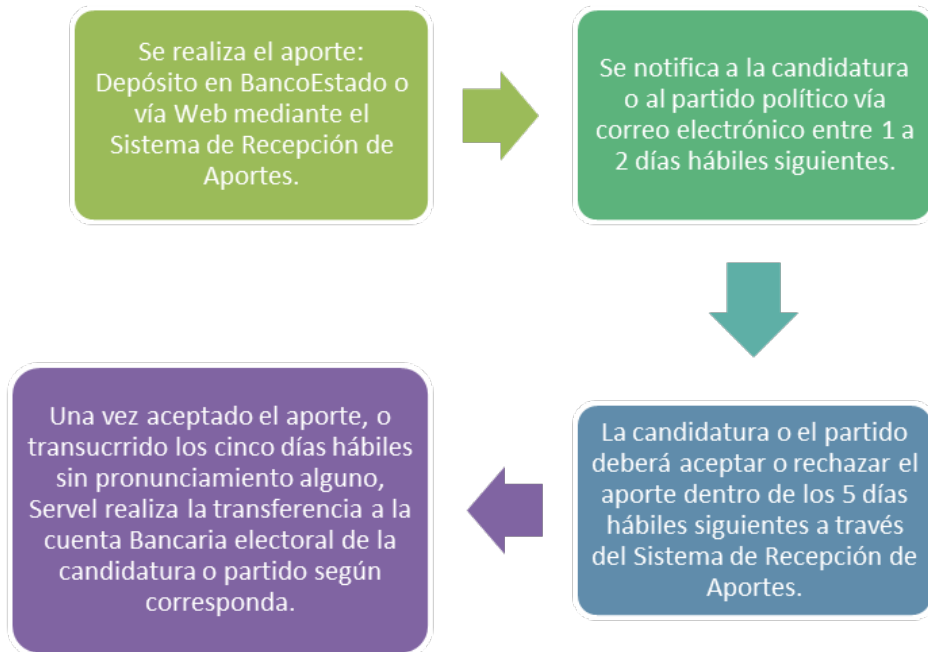 Se realiza el aporte:
Depósito en BancoEstado o
vía Web mediante el
Sistema de Recepción de
Aportes.
Se notifica a la candidatura
o al partido político vía
correo electrónico entre 1 a
2 días hábiles siguientes.
La candidatura o el partido
deberá aceptar o rechazar el
aporte dentro de los 5 días
hábiles siguientes a través
del Sistema de Recepción de
Aportes.
Una vez aceptado el aporte, o
transucrrido los cinco días hábiles
sin pronunciamiento alguno,
Servel realiza la transferencia a la
cuenta Bancaria electoral de la
candidatura o partido según
corresponda.